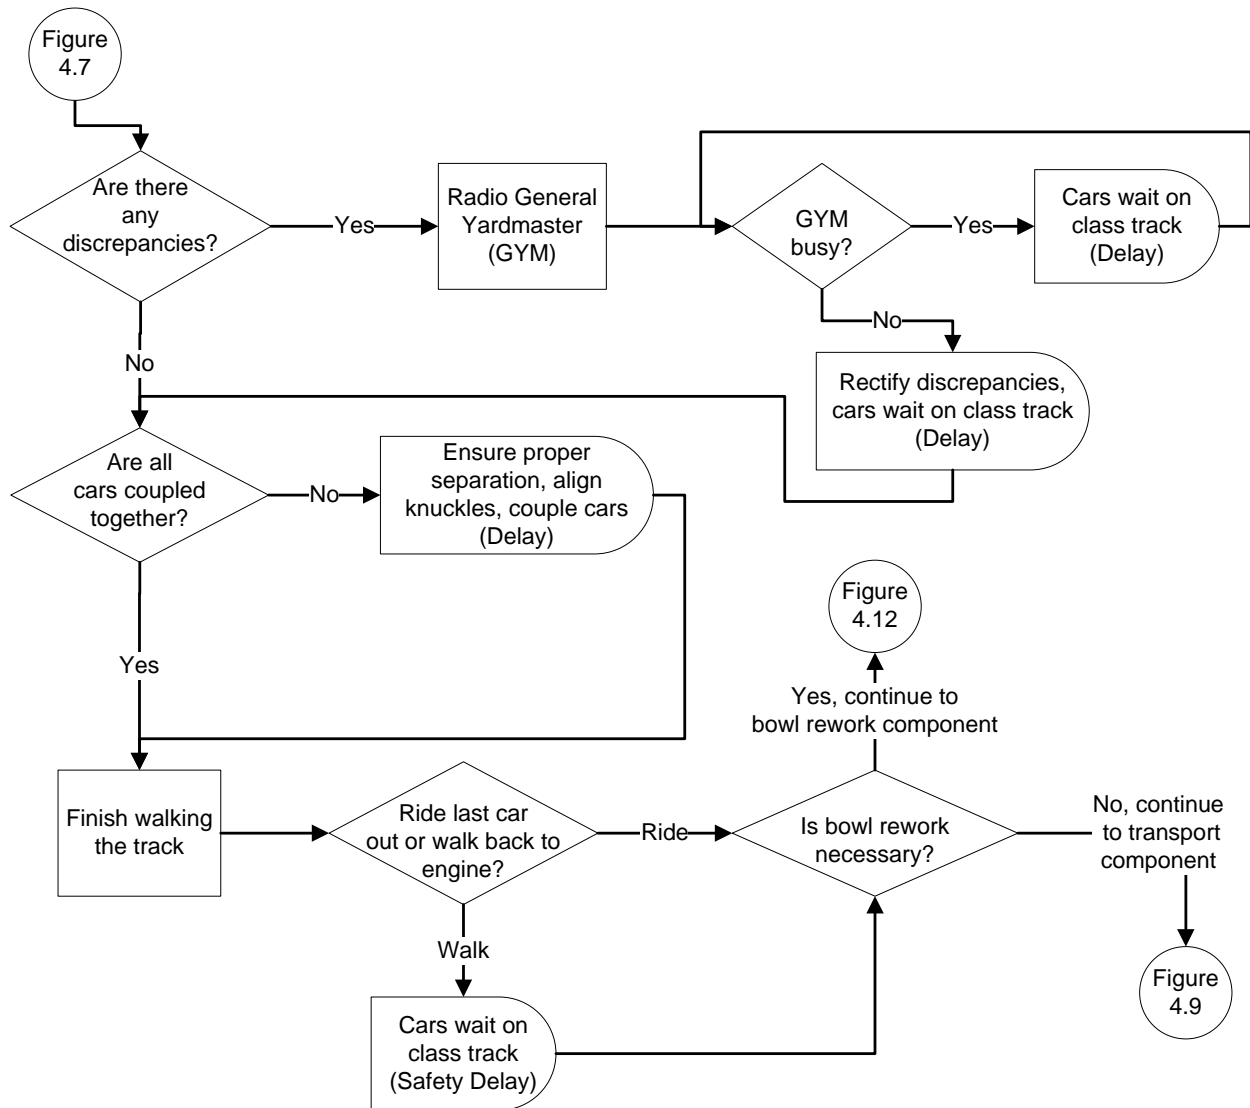 Figure
4.7
Are there
any
discrepancies?
Yes
Radio General
Yardmaster
(GYM)
GYM
busy?
Yes
Cars wait on
class track
(Delay)
No
No
Rectify discrepancies,
cars wait on class track
(Delay)
Are all
cars coupled
together?
No
Ensure proper
separation, align
knuckles, couple cars
(Delay)
Yes
Figure
4.12
Yes, continue to
bowl rework component
Finish walking
the track
Ride last car
out or walk back to
engine?
Ride
Is bowl rework
necessary?
No, continue
to transport
component
Walk
Cars wait on
class track
(Safety Delay)
Figure
4.9